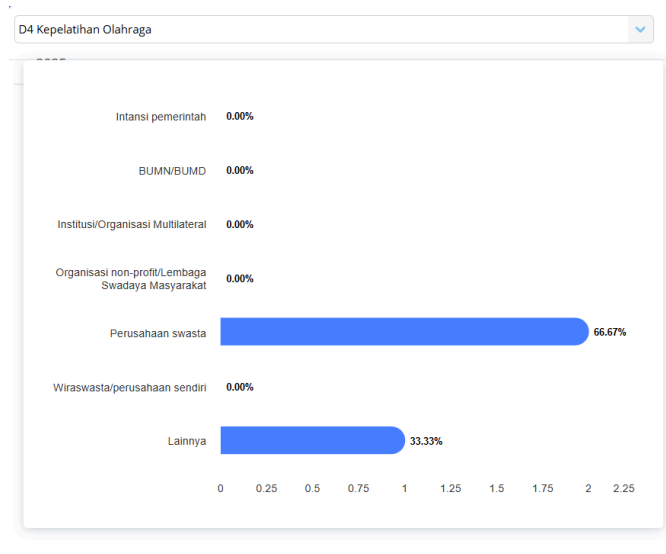 D4 Kepelatihan Olahraga
Intansi pemerintah 0.00%
BUMN/BUMD 0.00%
Institusi/Organisasi Multilateral 0.00%
Organisasi non-profit/Lembaga
Swadaya Masyarakat 0.00%
Perusahaan swasta 66.67%
Wiraswasta/perusahaan sendiri 0.00%
Lainnya 33.33%
0 0.25 0.5 0.75 1 1.25 1.5 1.75 2 2.25